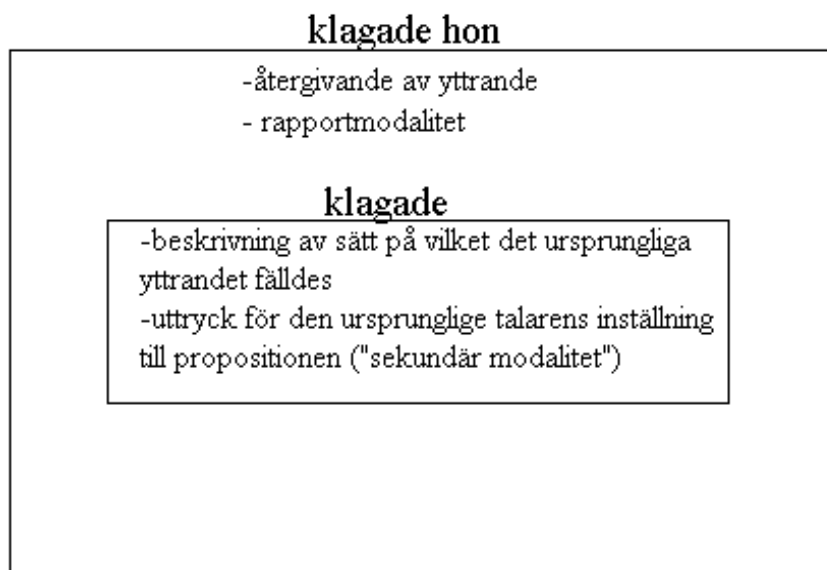 klagade hon
-återgivande av yttrande
- rapportmodalitet
klagade
-beskrivning av sätt på vilket det ursprungliga
yttrandet fälldes
-uttryck för den ursprunglige talarens inställning
till propositionen ("sekundär modalitet")